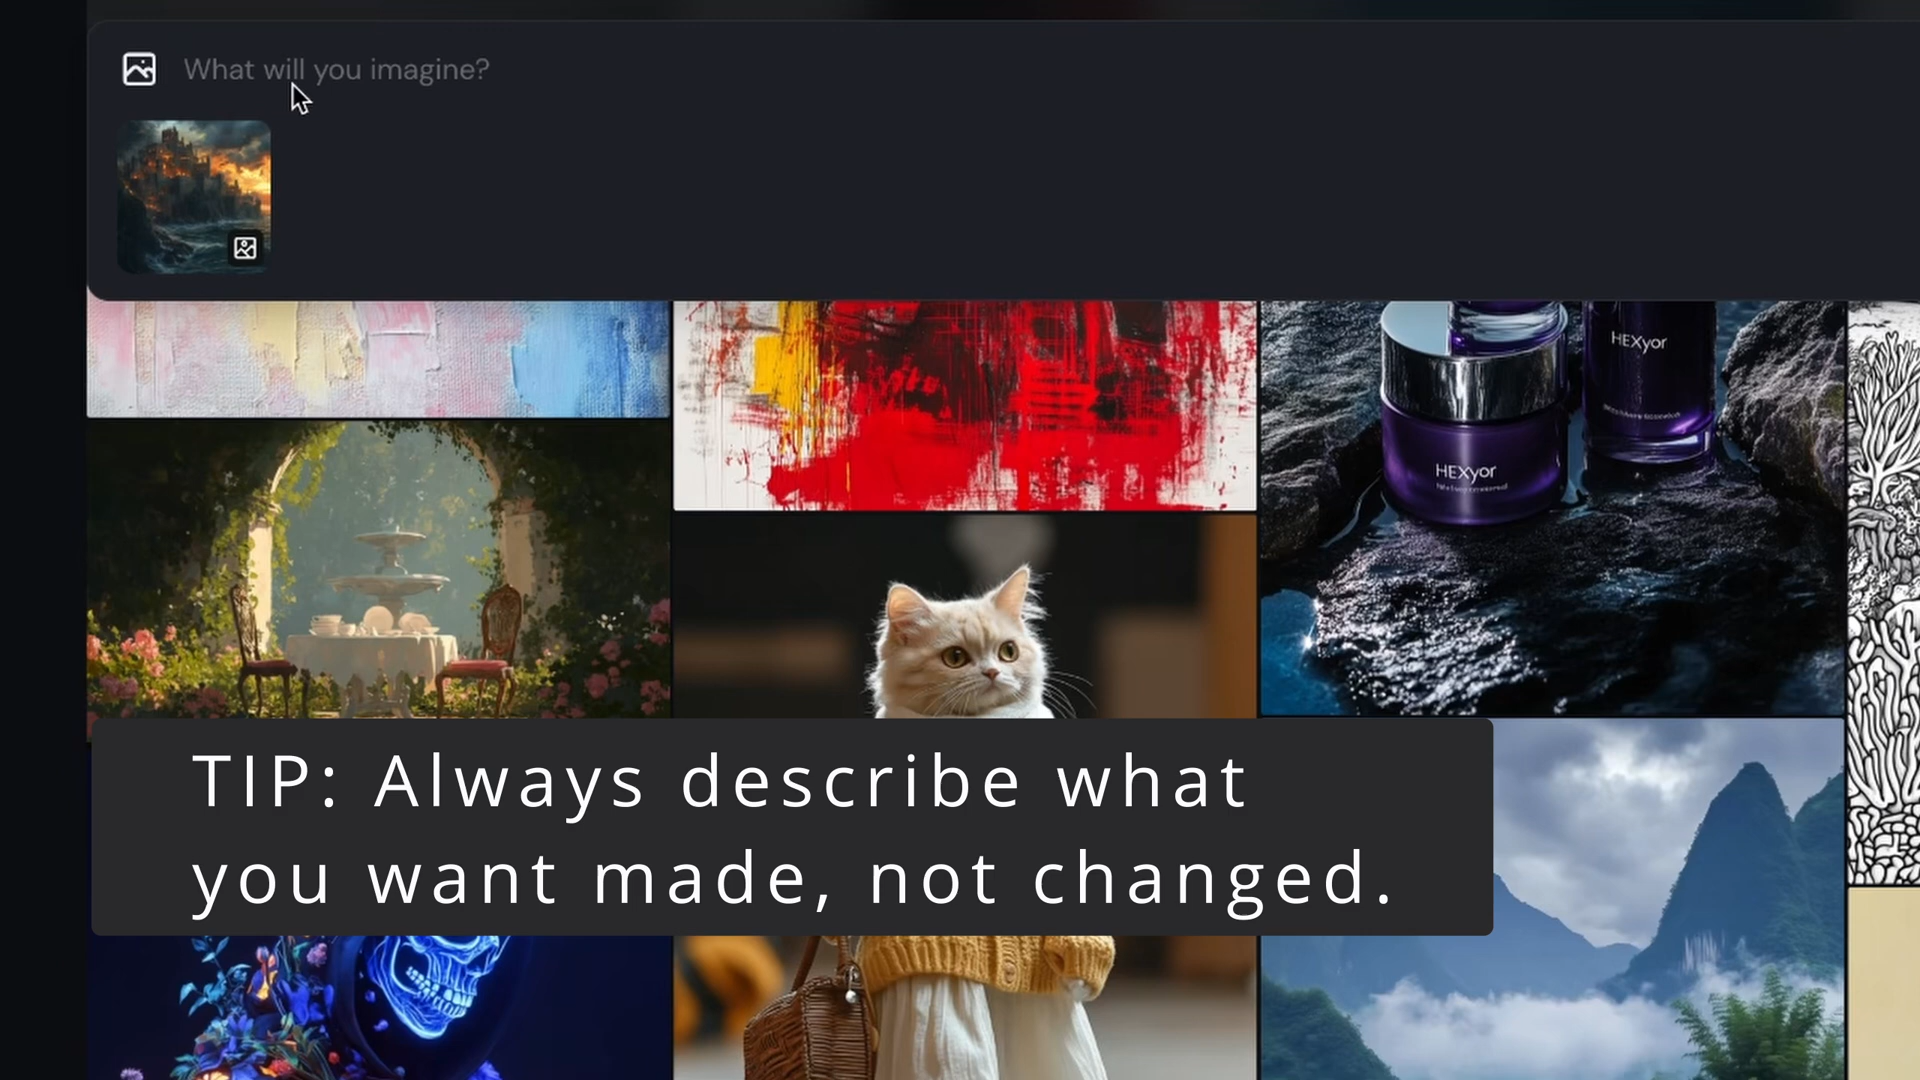 What will you imagine?
HEXyor
HEXyor
TIP: Always describe what
you want made, not changed.